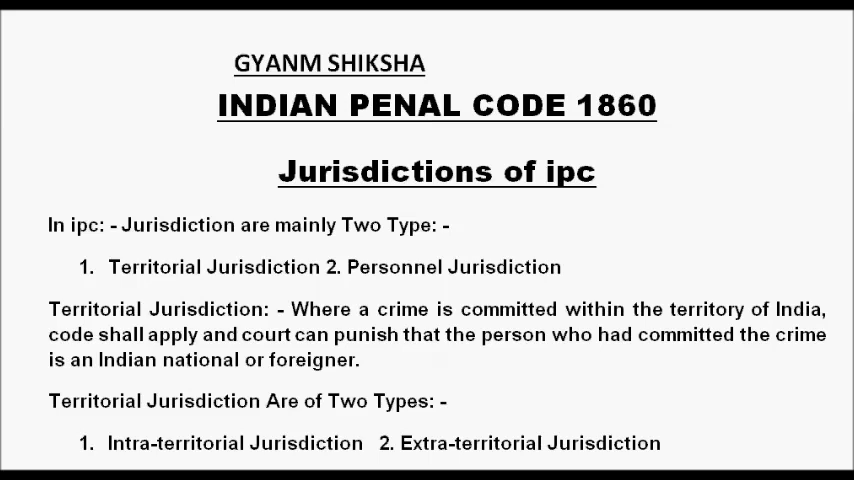 GYANM SHIKSHA
INDIAN PENAL CODE 1860
Jurisdictions of ipc
In ipc: - Jurisdiction are mainly Two Type: -
1. Territorial Jurisdiction 2. Personnel Jurisdiction
Territorial Jurisdiction: - Where a crime is committed within the territory of India,
code shall apply and court can punish that the person who had committed the crime
is an Indian national or foreigner.
Territorial Jurisdiction Are of Two Types: -
1. Intra-territorial Jurisdiction 2. Extra-territorial Jurisdiction